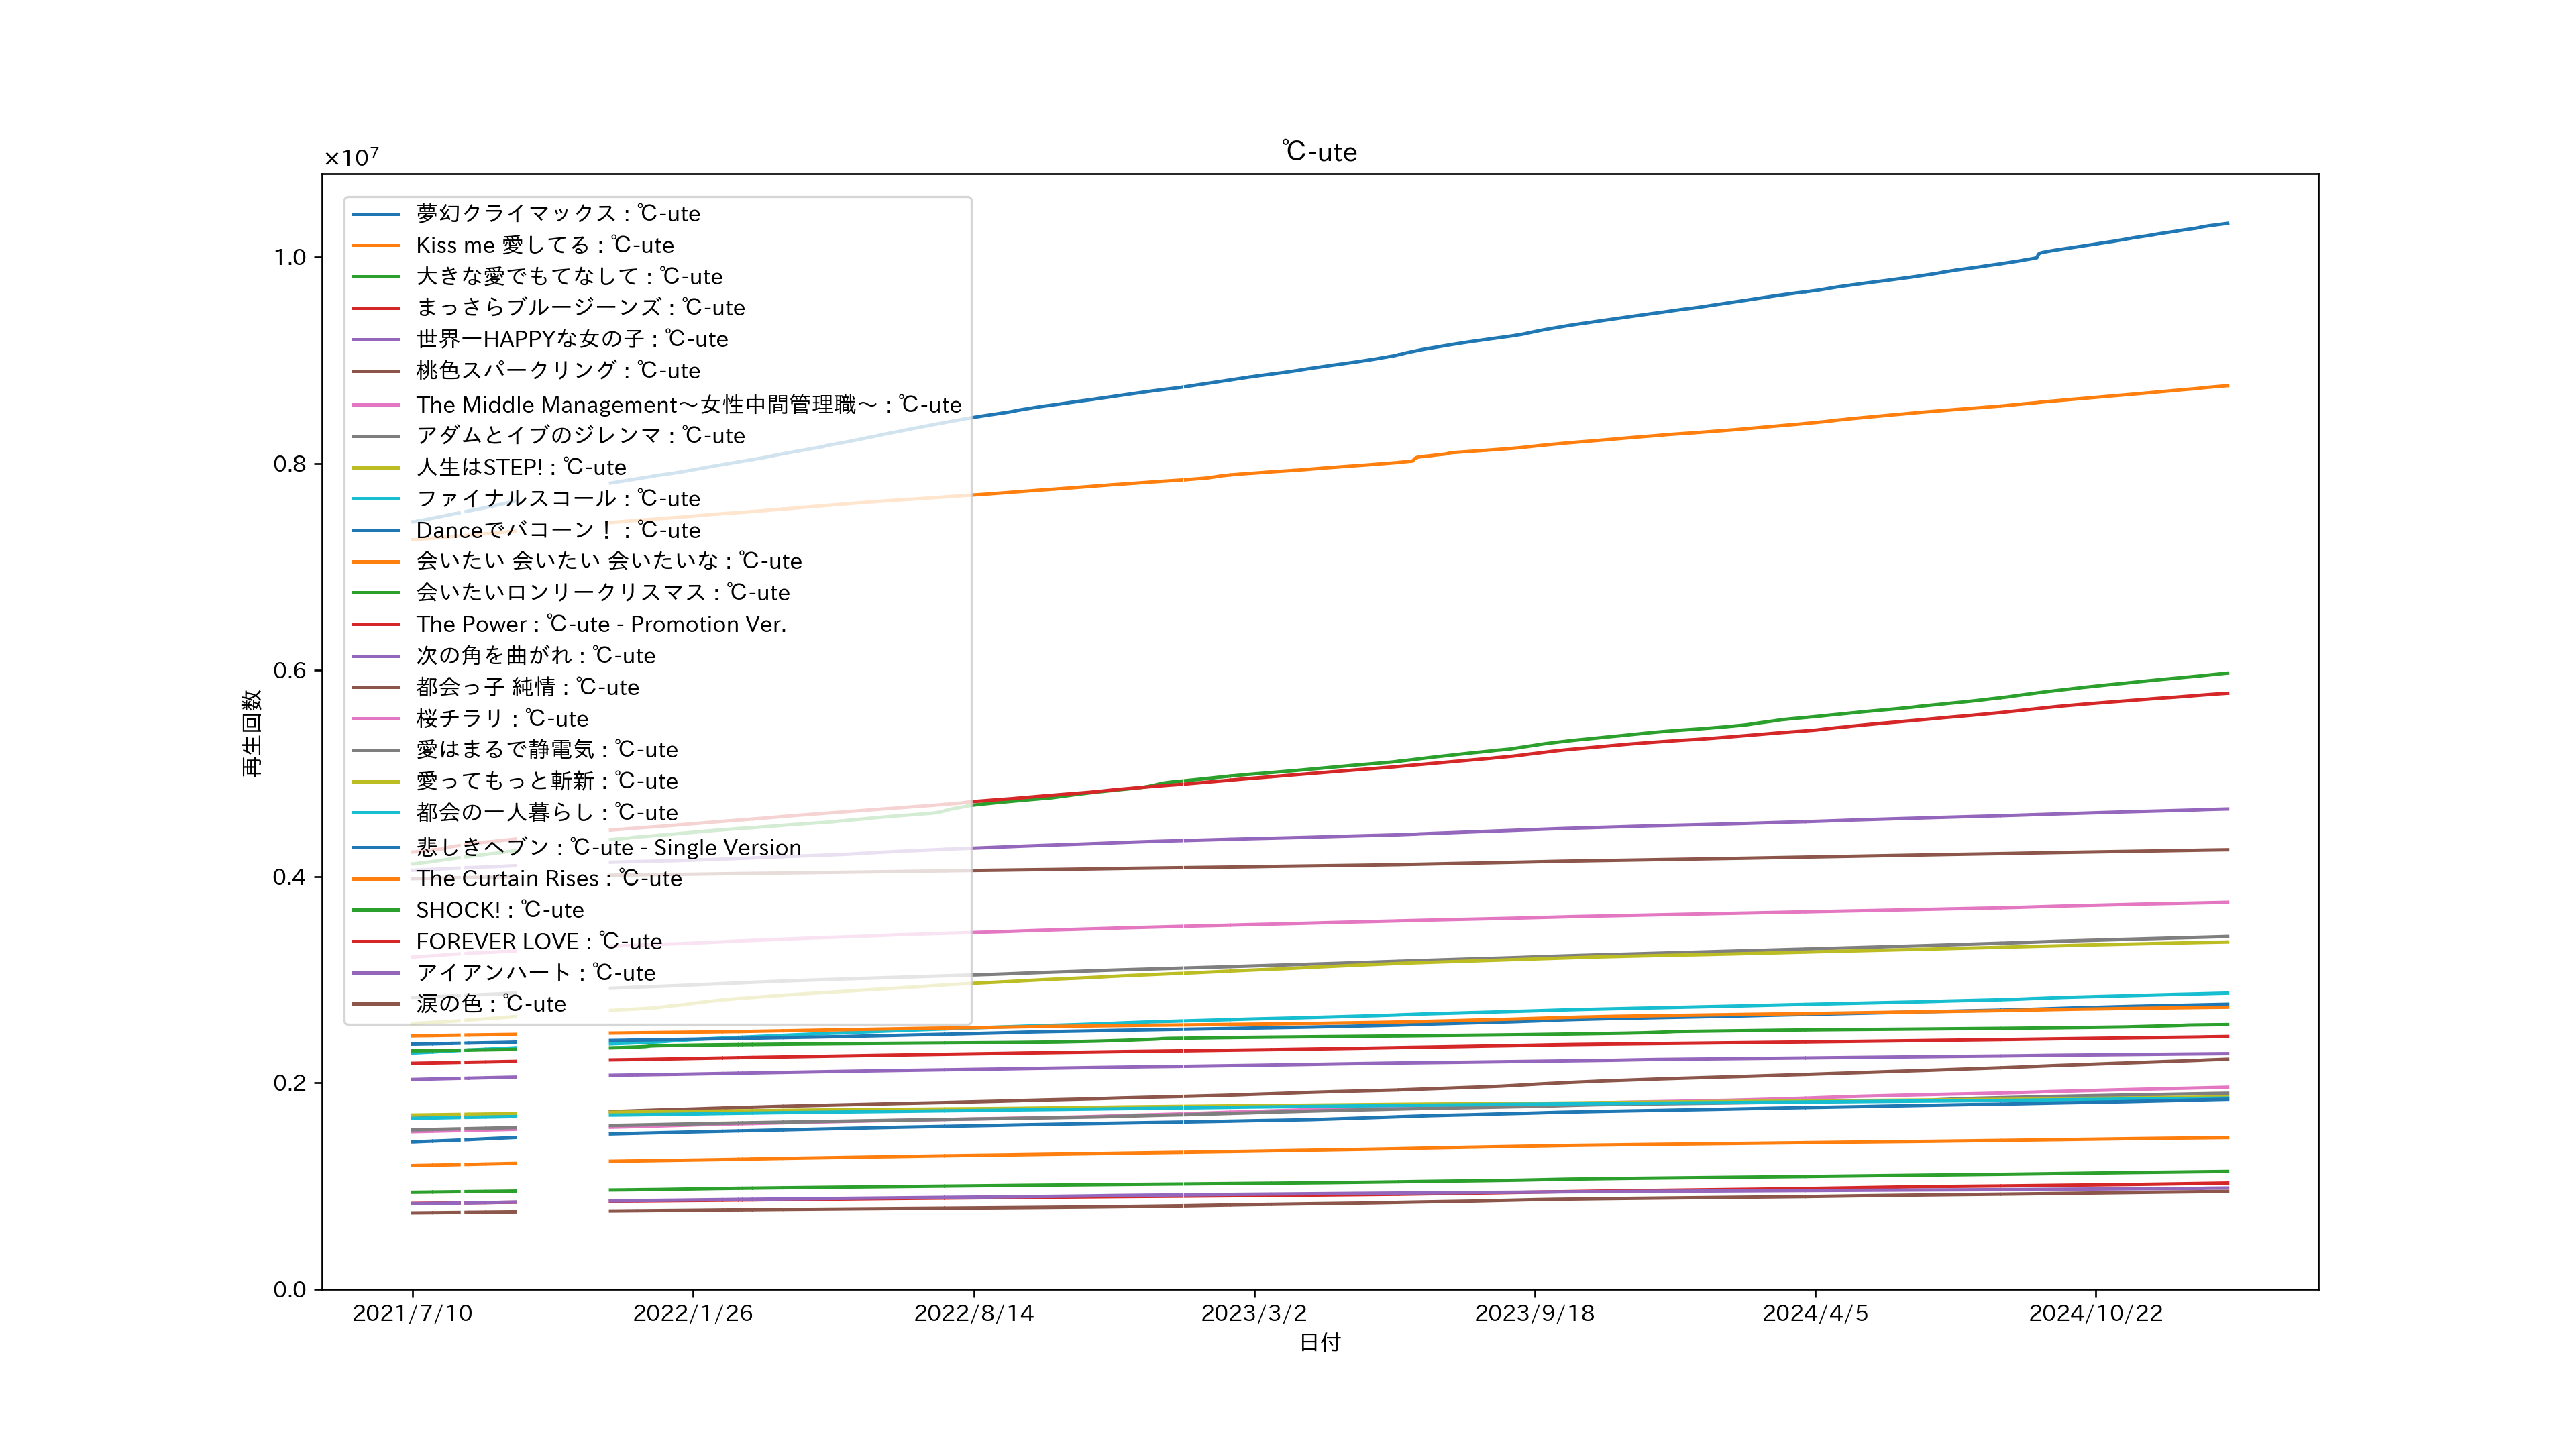 ℃-ute
×10⁷
夢幻クライマックス : ℃-ute
Kiss me 愛してる : ℃-ute
大きな愛でもてなして : ℃-ute
まっさらブルージーンズ : ℃-ute
世界一HAPPYな女の子 : ℃-ute
桃色スパークリング : ℃-ute
The Middle Management～女性中間管理職～ : ℃-ute
アダムとイブのジレンマ : ℃-ute
人生はSTEP! : ℃-ute
ファイナルスコール : ℃-ute
Danceでバコーン！ : ℃-ute
会いたい 会いたい 会いたいな : ℃-ute
会いたいロンリークリスマス : ℃-ute
The Power : ℃-ute - Promotion Ver.
次の角を曲がれ : ℃-ute
都会っ子 純情 : ℃-ute
桜チラリ : ℃-ute
愛はまるで静電気 : ℃-ute
愛ってもっと斬新 : ℃-ute
都会の一人暮らし : ℃-ute
悲しきヘブン : ℃-ute - Single Version
The Curtain Rises : ℃-ute
SHOCK! : ℃-ute
FOREVER LOVE : ℃-ute
アイアンハート : ℃-ute
涙の色 : ℃-ute
1.0
0.8
0.6
0.4
0.2
0.0
再生回数
2021/7/10 2022/1/26 2022/8/14 2023/3/2 2023/9/18 2024/4/5 2024/10/22
日付